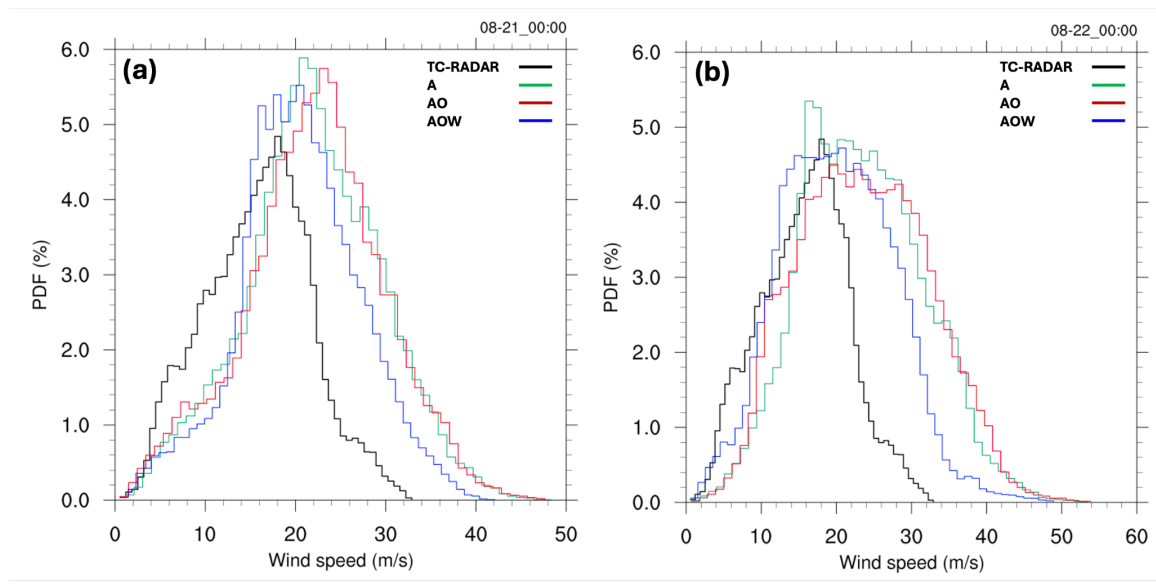 08-21_00:00
(a)
TC-RADAR
A
AO
AOW
6.0
5.0
4.0
3.0
2.0
1.0
0.0
PDF (%)
0 10 20 30 40 50
Wind speed (m/s)
08-22_00:00
(b)
TC-RADAR
A
AO
AOW
6.0
5.0
4.0
3.0
2.0
1.0
0.0
PDF (%)
0 10 20 30 40 50 60
Wind speed (m/s)